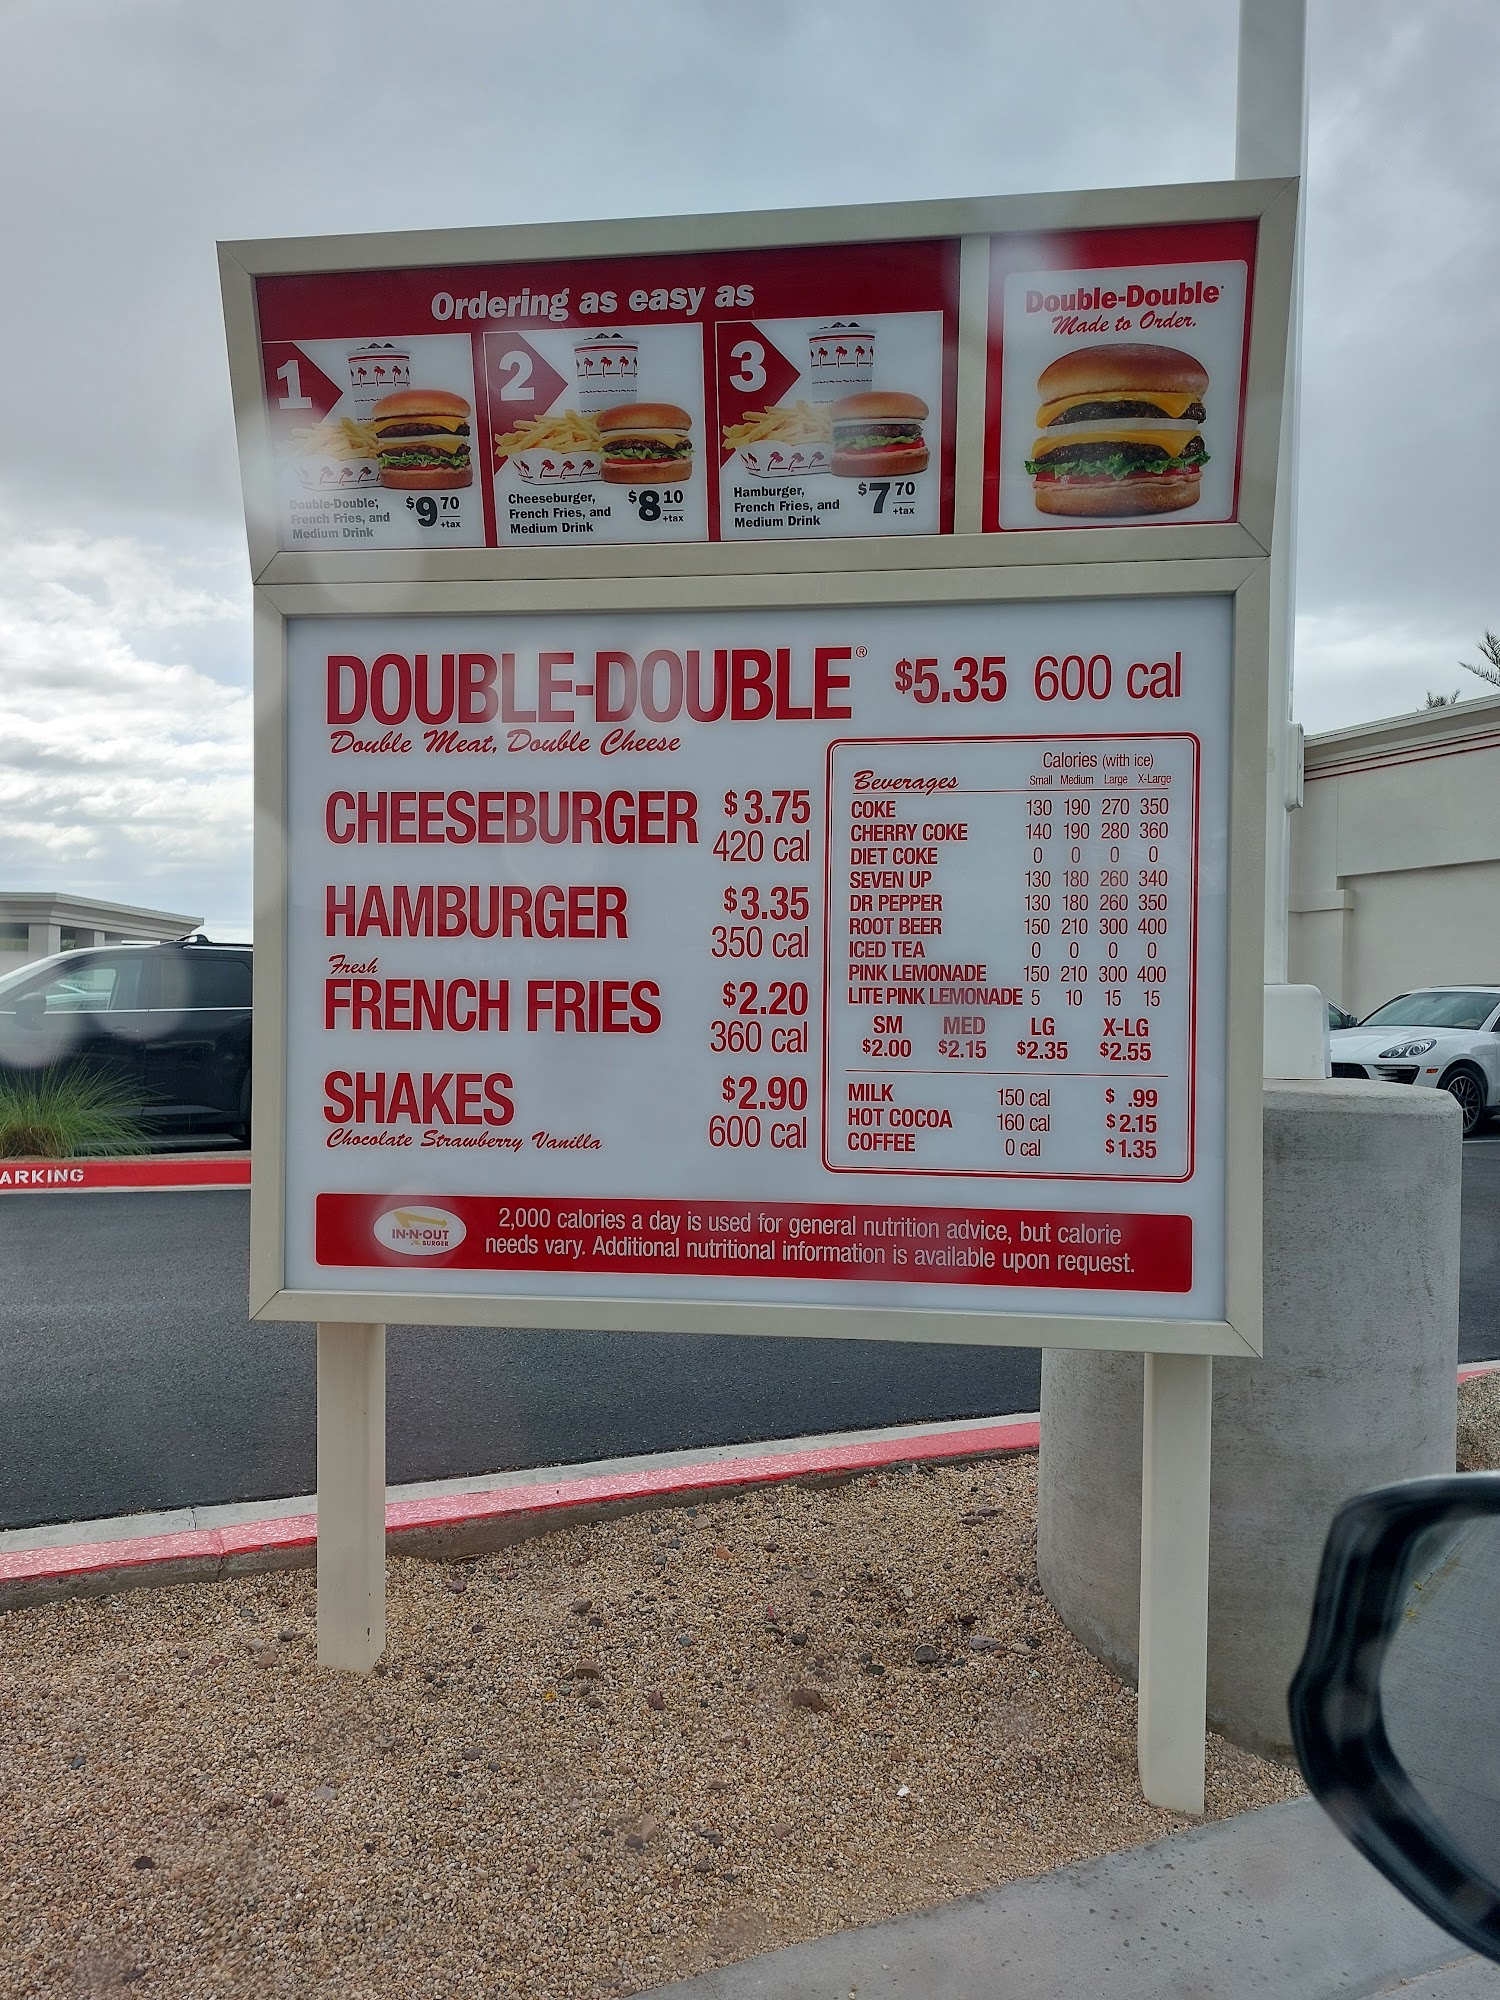 Ordering as easy as
1
Double-Double®,
French Fries, and
Medium Drink
$9 70
+tax
2
Cheeseburger,
French Fries, and
Medium Drink
$8 10
+tax
3
Hamburger,
French Fries, and
Medium Drink
$7 70
+tax
Double-Double®
Made to Order.
DOUBLE-DOUBLE® $5.35 600 cal
Double Meat, Double Cheese
CHEESEBURGER $3.75
420 cal
HAMBURGER $3.35
350 cal
Fresh
FRENCH FRIES $2.20
360 cal
SHAKES $2.90
Chocolate Strawberry Vanilla 600 cal
Calories (with ice)
Beverages Small Medium Large X-Large
COKE 130 190 270 350
CHERRY COKE 140 190 280 360
DIET COKE 0 0 0 0
SEVEN UP 130 180 260 340
DR PEPPER 130 180 260 350
ROOT BEER 150 210 300 400
ICED TEA 0 0 0 0
PINK LEMONADE 150 210 300 400
LITE PINK LEMONADE 5 10 15 15
SM MED LG X-LG
$2.00 $2.15 $2.35 $2.55
MILK 150 cal $ .99
HOT COCOA 160 cal $2.15
COFFEE 0 cal $1.35
IN-N-OUT
BURGER
2,000 calories a day is used for general nutrition advice, but calorie
needs vary. Additional nutritional information is available upon request.
ARKING